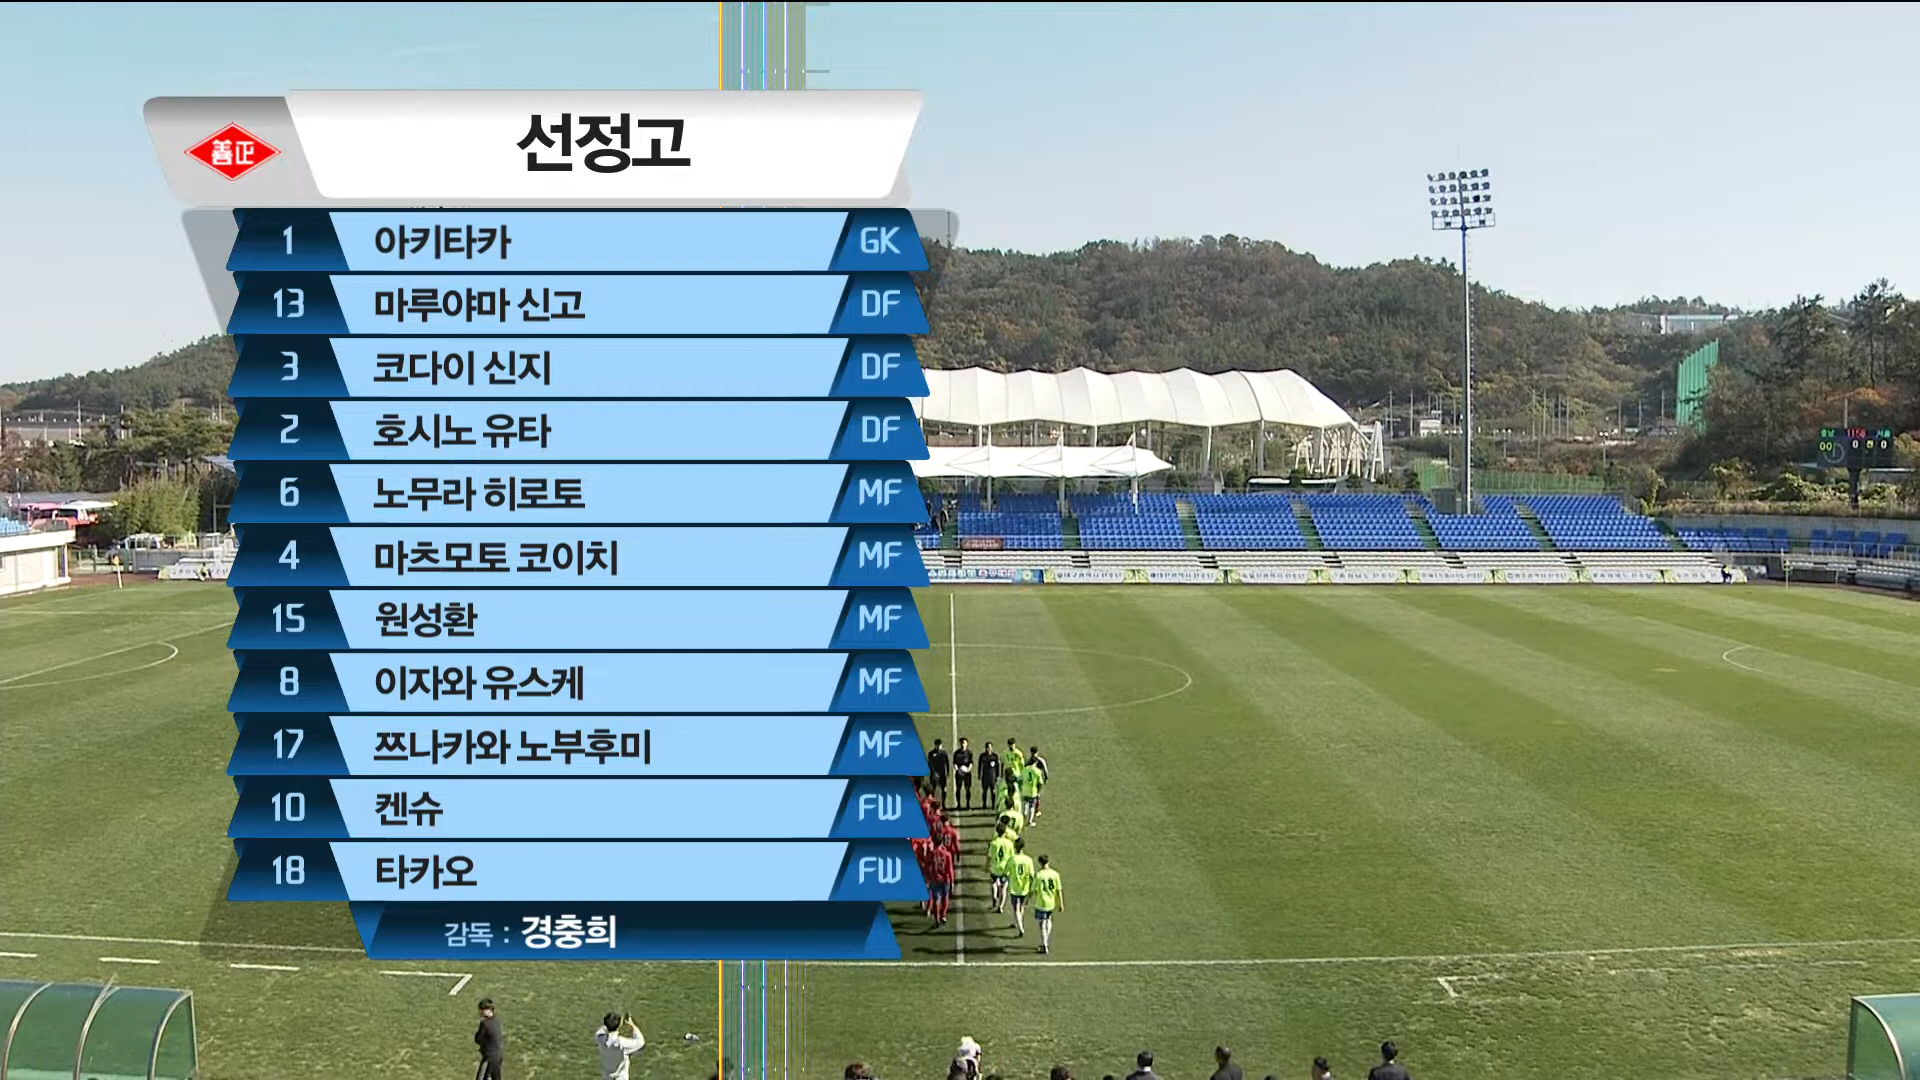 善正
선정고
1 아키타카 GK
13 마루야마 신고 DF
3 코다이 신지 DF
2 호시노 유타 DF
6 노무라 히로토 MF
4 마츠모토 코이치 MF
15 원성환 MF
8 이자와 유스케 MF
17 쯔나카와 노부후미 MF
10 켄슈 FW
18 타카오 FW
감독 : 경충희
18